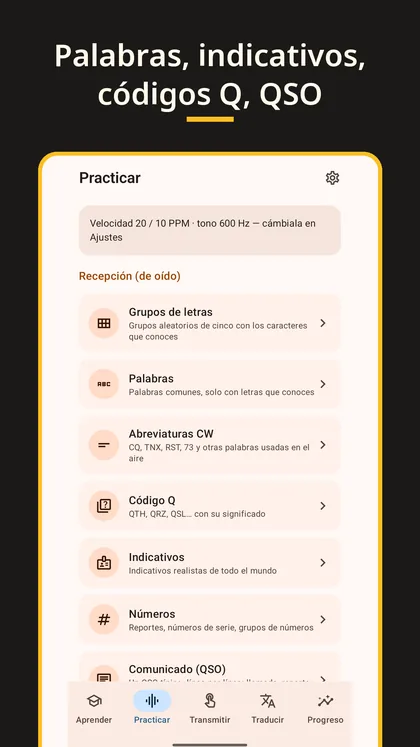 Palabras, indicativos,
códigos Q, QSO
Practicar
Velocidad 20 / 10 PPM · tono 600 Hz — cámbiala en
Ajustes
Recepción (de oído)
Grupos de letras
Grupos aleatorios de cinco con los caracteres
que conoces
ABC
Palabras
Palabras comunes, solo con letras que conoces
Abreviaturas CW
CQ, TNX, RST, 73 y otras palabras usadas en el
aire
Código Q
QTH, QRZ, QSL… con su significado
Indicativos
Indicativos realistas de todo el mundo
Números
Reportes, números de serie, grupos de números
Comunicado (QSO)
Aprender
Practicar
Transmitir
Traducir
Progreso